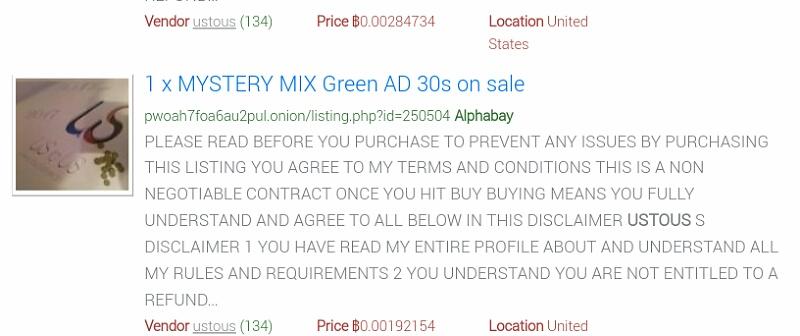 Vendor ustous (134) Price ฿0.00284734 Location United
States
1 x MYSTERY MIX Green AD 30s on sale
pwoah7foa6au2pul.onion/listing.php?id=250504 Alphabay
PLEASE READ BEFORE YOU PURCHASE TO PREVENT ANY ISSUES BY PURCHASING
THIS LISTING YOU AGREE TO MY TERMS AND CONDITIONS THIS IS A NON
NEGOTIABLE CONTRACT ONCE YOU HIT BUY BUYING MEANS YOU FULLY
UNDERSTAND AND AGREE TO ALL BELOW IN THIS DISCLAIMER USTOUS S
DISCLAIMER 1 YOU HAVE READ MY ENTIRE PROFILE ABOUT AND UNDERSTAND ALL
MY RULES AND REQUIREMENTS 2 YOU UNDERSTAND YOU ARE NOT ENTITLED TO A
REFUND...
Vendor ustous (134) Price ฿0.00192154 Location United